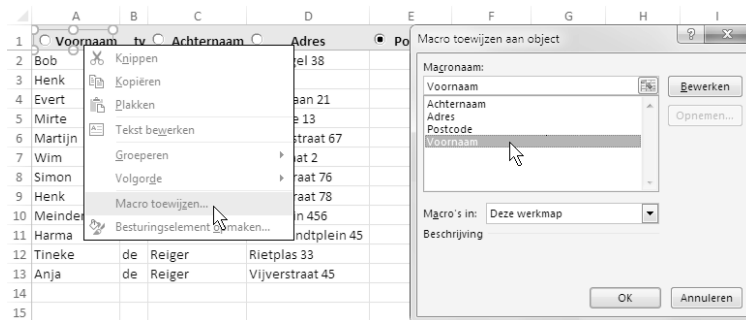 A B C D E F G H I
1 Voornaam tv Achternaam Adres Po
2 Bob gel 38
3 Henk
4 Evert aan 21
5 Mirte e 13
6 Martijn straat 67
7 Wim aat 2
8 Simon raat 76
9 Henk raat 78
10 Meinder in 456
11 Harma ndtplein 45
12 Tineke de Reiger Rietplas 33
13 Anja de Reiger Vijverstraat 45
14
15
Knippen
Kopiëren
Plakken
Tekst bewerken
Groeperen
Volgorde
Macro toewijzen...
Besturingselement opmaken...
Macro toewijzen aan object
Macronaam:
Voornaam
Bewerken
Achternaam
Opnemen...
Adres
Postcode
Voornaam
Macro's in: Deze werkmap
Beschrijving
OK Annuleren